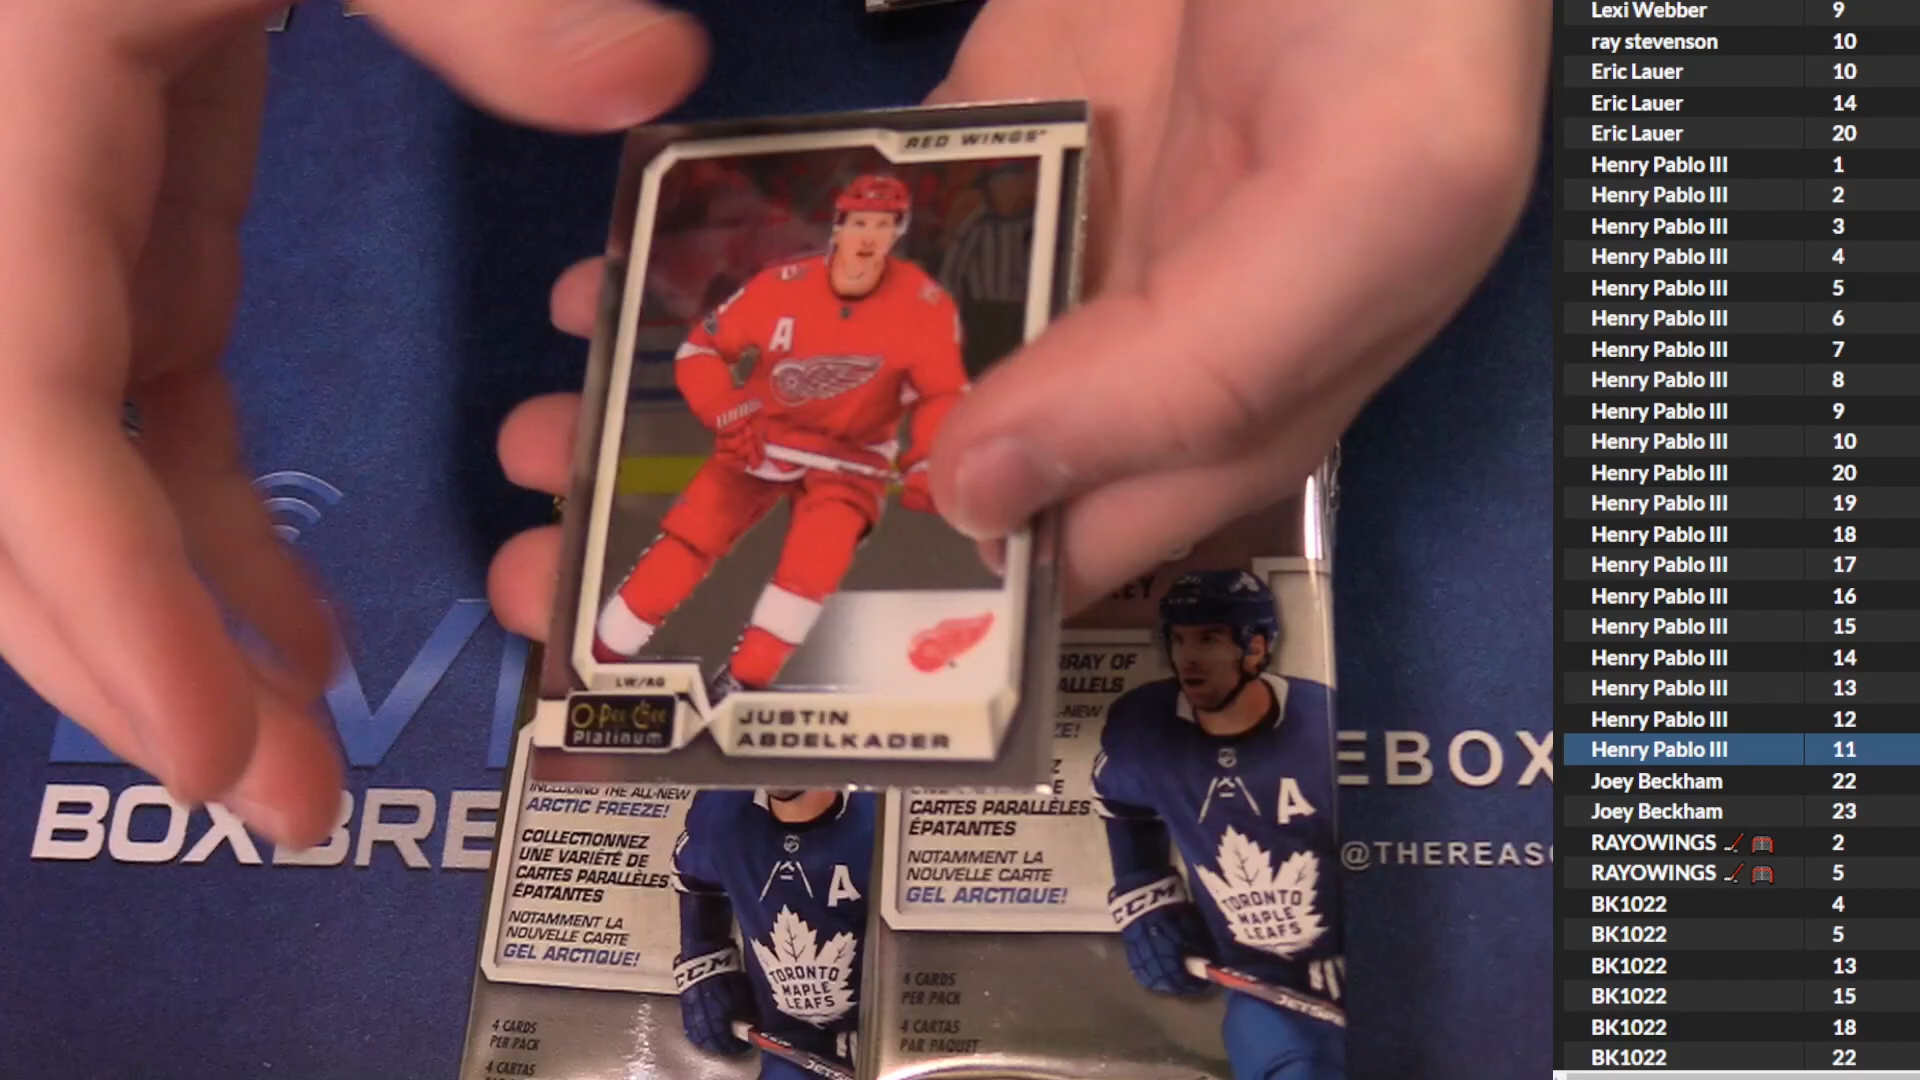 RED WINGS
A
LW/AG
O-Pee-Chee
Platinum
JUSTIN
ABDELKADER
INCLUDING THE ALL-NEW
ARCTIC FREEZE!
COLLECTIONNEZ
UNE VARIÉTÉ DE
CARTES PARALLÈLES
ÉPATANTES
NOTAMMENT LA
NOUVELLE CARTE
GEL ARCTIQUE!
4 CARDS
PER PACK
4 CARTAS
A
TORONTO
MAPLE
LEAFS
CCM
CARTES PARALLÈLES
ÉPATANTES
NOTAMMENT LA
NOUVELLE CARTE
GEL ARCTIQUE!
4 CARDS
PER PACK
4 CARTAS
PAR PAQUET
A
TORONTO
MAPLE
LEAFS
CCM
BOXBRE
EBOX
@THEREAS
Lexi Webber 9
ray stevenson 10
Eric Lauer 10
Eric Lauer 14
Eric Lauer 20
Henry Pablo III 1
Henry Pablo III 2
Henry Pablo III 3
Henry Pablo III 4
Henry Pablo III 5
Henry Pablo III 6
Henry Pablo III 7
Henry Pablo III 8
Henry Pablo III 9
Henry Pablo III 10
Henry Pablo III 20
Henry Pablo III 19
Henry Pablo III 18
Henry Pablo III 17
Henry Pablo III 16
Henry Pablo III 15
Henry Pablo III 14
Henry Pablo III 13
Henry Pablo III 12
Henry Pablo III 11
Joey Beckham 22
Joey Beckham 23
RAYOWINGS 2
RAYOWINGS 5
BK1022 4
BK1022 5
BK1022 13
BK1022 15
BK1022 18
BK1022 22